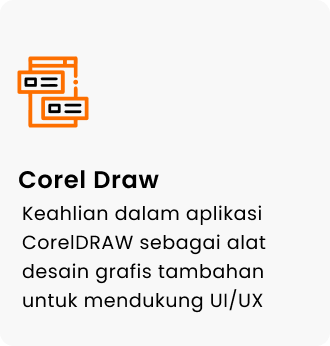 Corel Draw
Keahlian dalam aplikasi
CorelDRAW sebagai alat
desain grafis tambahan
untuk mendukung UI/UX